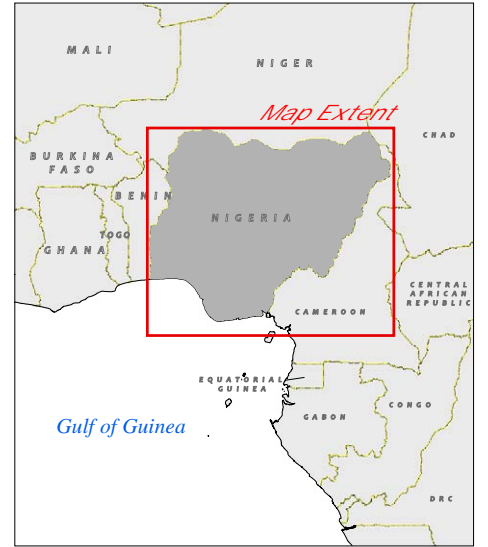 MALI
NIGER
Map Extent
CHAD
BURKINA
FASO
BENIN
NIGERIA
TOGO
GHANA
CENTRAL
AFRICAN
REPUBLIC
CAMEROON
EQUATORIAL
GUINEA
GABON
CONGO
Gulf of Guinea
DRC